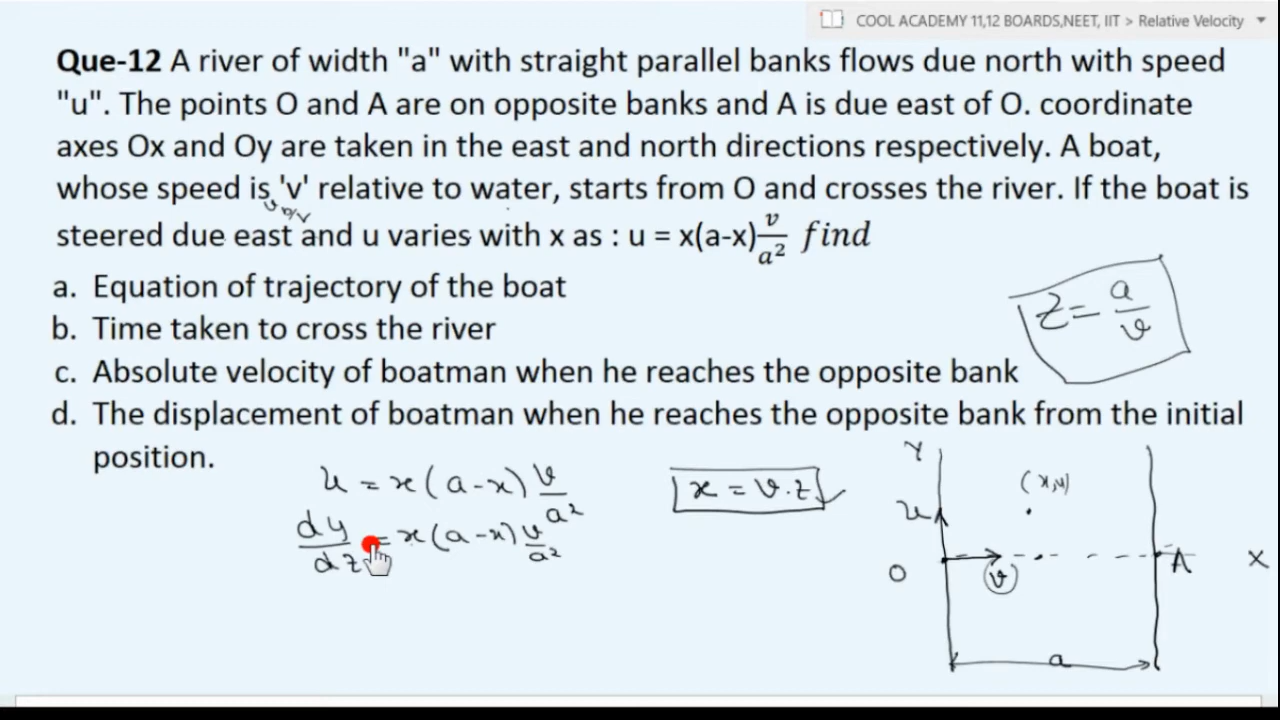 COOL ACADEMY 11,12 BOARDS,NEET, IIT > Relative Velocity
Que-12 A river of width "a" with straight parallel banks flows due north with speed
"u". The points O and A are on opposite banks and A is due east of O. coordinate
axes Ox and Oy are taken in the east and north directions respectively. A boat,
whose speed is 'v' relative to water, starts from O and crosses the river. If the boat is
steered due east and u varies with x as : u = x(a-x) v/a² find
a. Equation of trajectory of the boat
b. Time taken to cross the river
c. Absolute velocity of boatman when he reaches the opposite bank
d. The displacement of boatman when he reaches the opposite bank from the initial
position.
z = a/v
u = x(a-x) v/a²
dy/dz = x(a-x) v/a²
x = v.z
Y
(x,y)
u
O
v
A
X
a